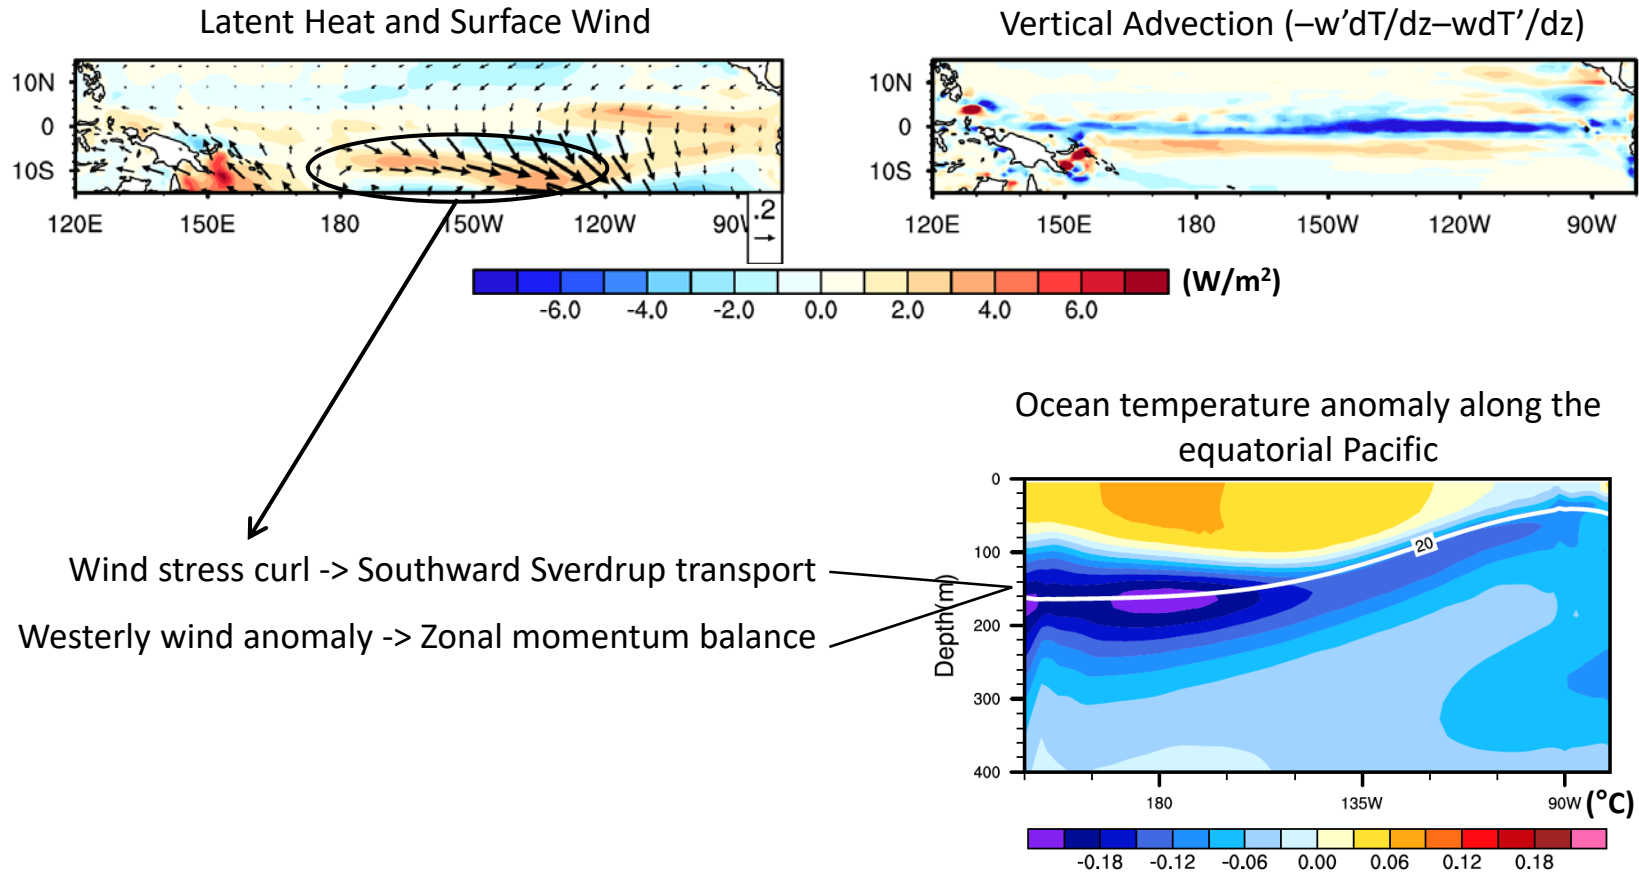 Latent Heat and Surface Wind
10N
0
10S
120E 150E 180 150W 120W 90W
.2
Vertical Advection (–w’dT/dz–wdT’/dz)
10N
0
10S
120E 150E 180 150W 120W 90W
-6.0 -4.0 -2.0 0.0 2.0 4.0 6.0
(W/m²)
Ocean temperature anomaly along the
equatorial Pacific
Wind stress curl -> Southward Sverdrup transport
Westerly wind anomaly -> Zonal momentum balance
Depth(m)
0
100
200
300
400
20
180 135W 90W
(°C)
-0.18 -0.12 -0.06 0.00 0.06 0.12 0.18